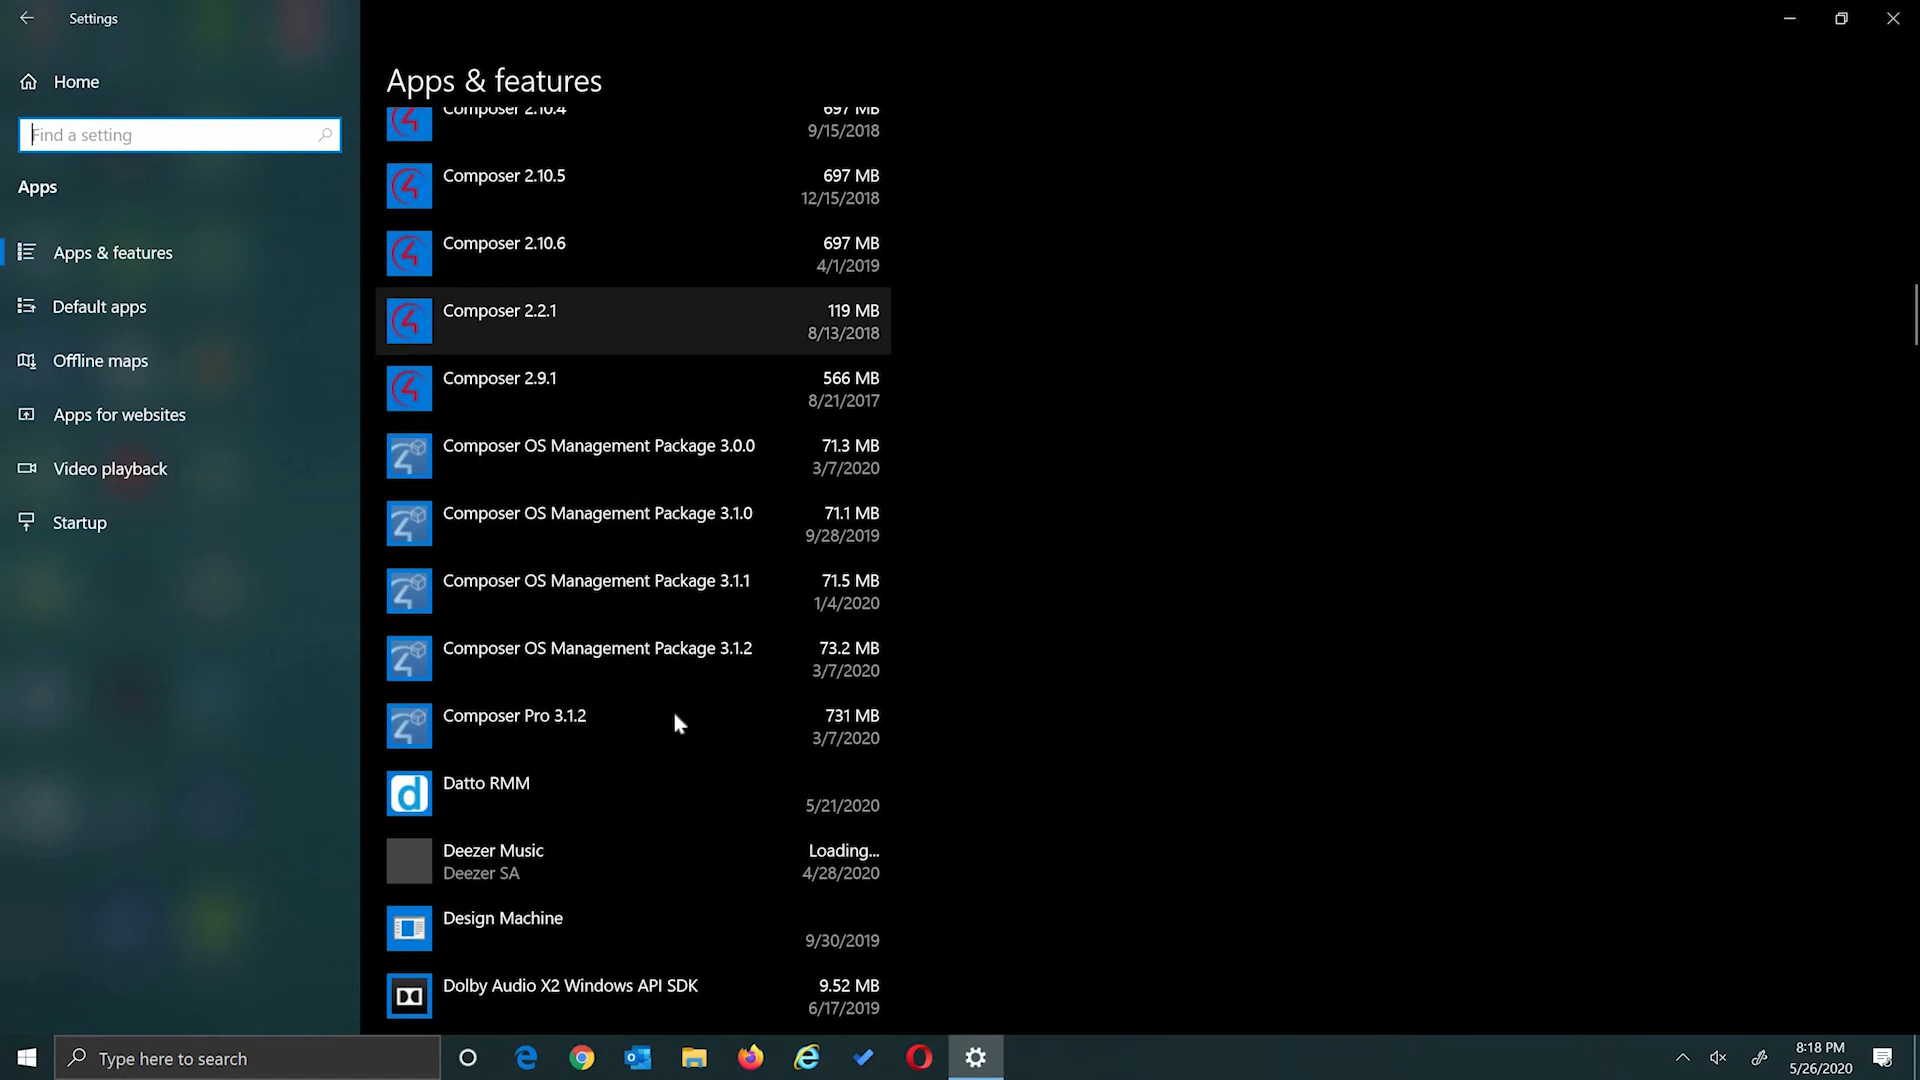 Settings
Home
Find a setting
Apps
Apps & features
Default apps
Offline maps
Apps for websites
Video playback
Startup
Apps & features
Composer 2.10.4 697 MB
9/15/2018
Composer 2.10.5 697 MB
12/15/2018
Composer 2.10.6 697 MB
4/1/2019
Composer 2.2.1 119 MB
8/13/2018
Composer 2.9.1 566 MB
8/21/2017
Composer OS Management Package 3.0.0 71.3 MB
3/7/2020
Composer OS Management Package 3.1.0 71.1 MB
9/28/2019
Composer OS Management Package 3.1.1 71.5 MB
1/4/2020
Composer OS Management Package 3.1.2 73.2 MB
3/7/2020
Composer Pro 3.1.2 731 MB
3/7/2020
Datto RMM
5/21/2020
Deezer Music Loading...
Deezer SA 4/28/2020
Design Machine
9/30/2019
Dolby Audio X2 Windows API SDK 9.52 MB
6/17/2019
Type here to search
8:18 PM
5/26/2020